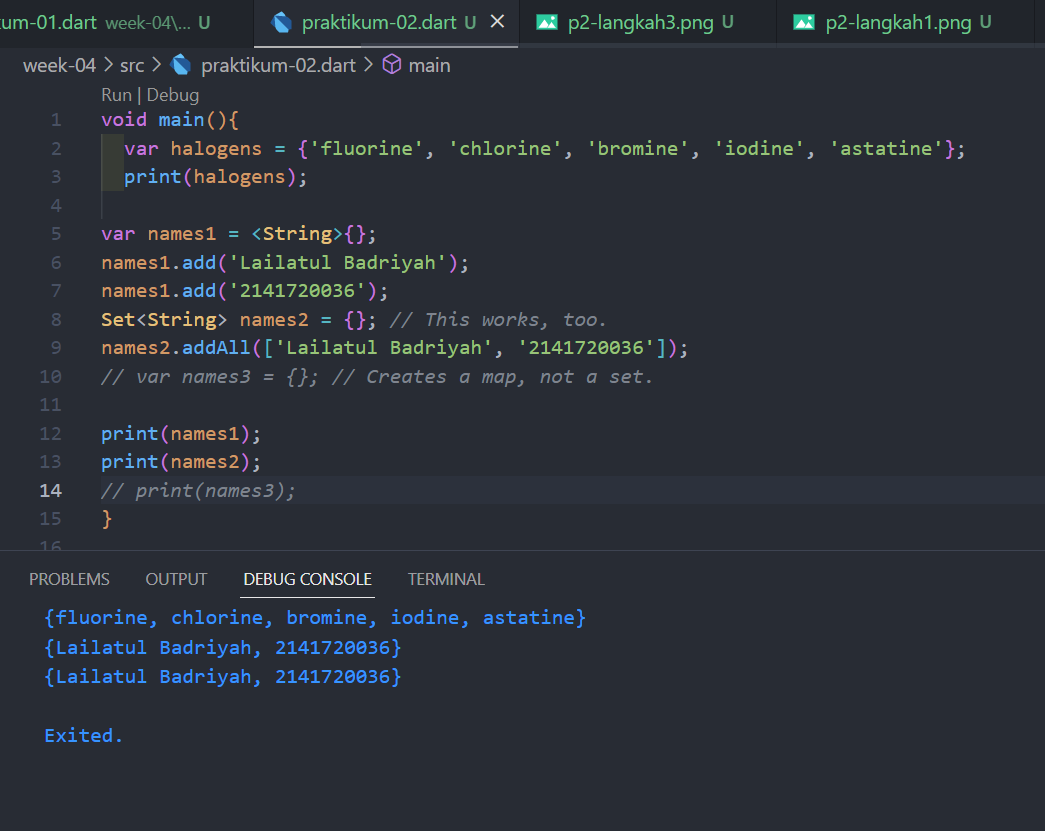 um-01.dart week-04\... U praktikum-02.dart U × p2-langkah3.png U p2-langkah1.png U
week-04 > src > praktikum-02.dart > main
Run | Debug
1 void main(){
2 var halogens = {'fluorine', 'chlorine', 'bromine', 'iodine', 'astatine'};
3 print(halogens);
4
5 var names1 = <String>{};
6 names1.add('Lailatul Badriyah');
7 names1.add('2141720036');
8 Set<String> names2 = {}; // This works, too.
9 names2.addAll(['Lailatul Badriyah', '2141720036']);
10 // var names3 = {}; // Creates a map, not a set.
11
12 print(names1);
13 print(names2);
14 // print(names3);
15 }
16
PROBLEMS OUTPUT DEBUG CONSOLE TERMINAL
{fluorine, chlorine, bromine, iodine, astatine}
{Lailatul Badriyah, 2141720036}
{Lailatul Badriyah, 2141720036}
Exited.